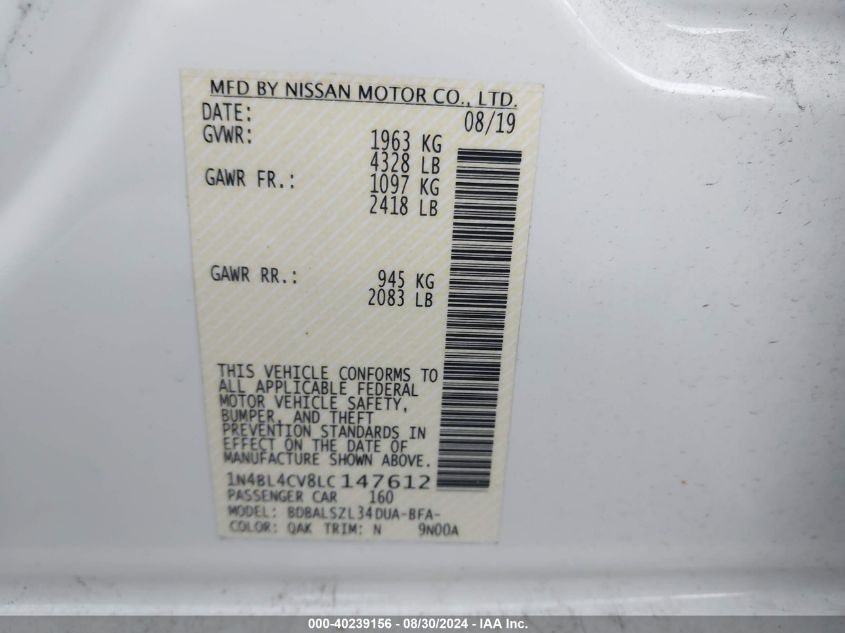 MFD BY NISSAN MOTOR CO., LTD.
DATE: 08/19
GVWR: 1963 KG
4328 LB
GAWR FR.: 1097 KG
2418 LB
GAWR RR.: 945 KG
2083 LB
THIS VEHICLE CONFORMS TO
ALL APPLICABLE FEDERAL
MOTOR VEHICLE SAFETY,
BUMPER, AND THEFT
PREVENTION STANDARDS IN
EFFECT ON THE DATE OF
MANUFACTURE SHOWN ABOVE.
1N4BL4CV8LC147612
PASSENGER CAR 160
MODEL: BDBALSZL34DUA-BFA-
COLOR: QAK TRIM: N 9N00A
000-40239156 - 08/30/2024 - IAA Inc.